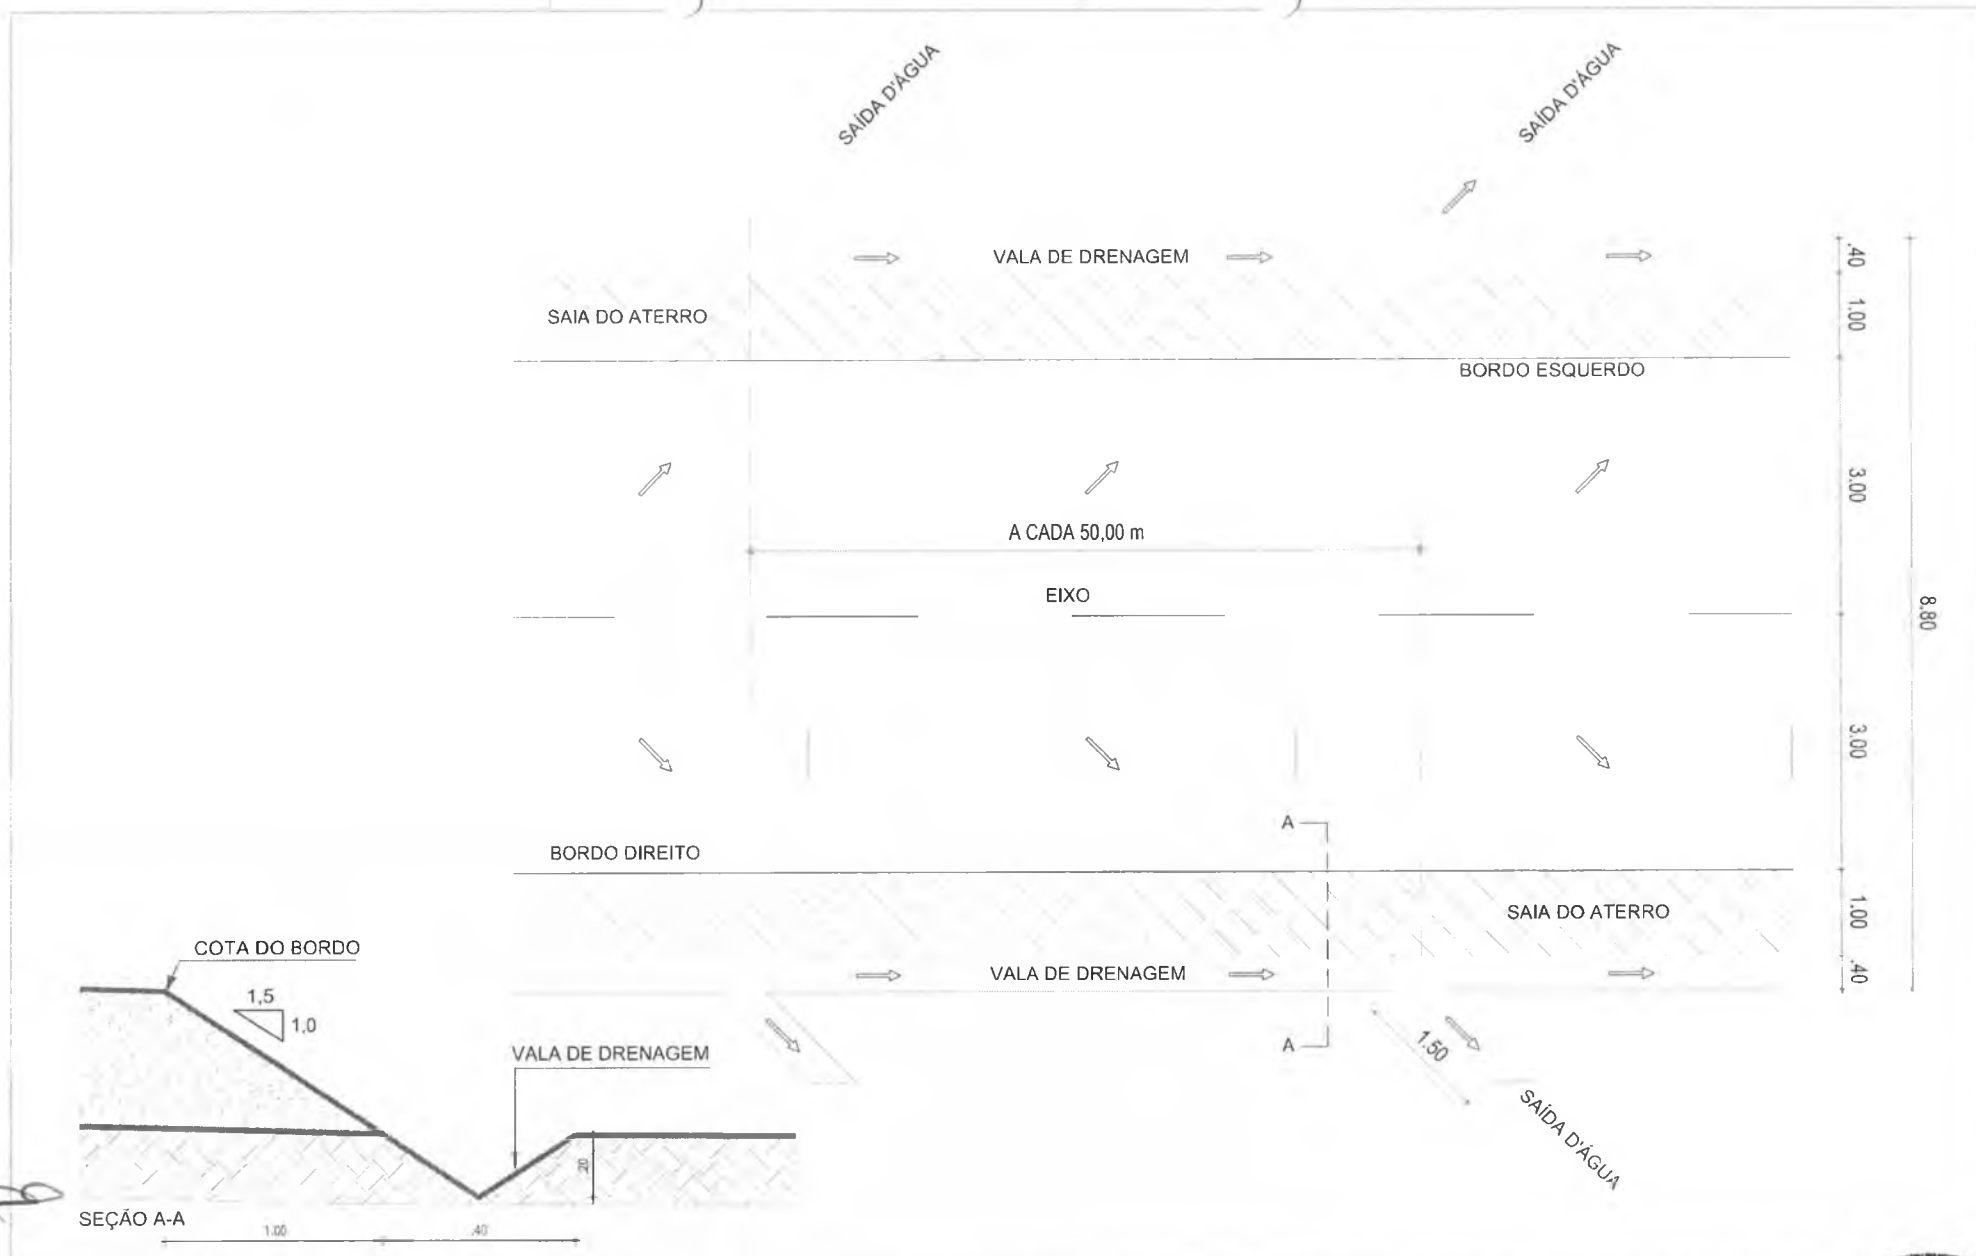 SAÍDA D'ÁGUA
SAÍDA D'ÁGUA
VALA DE DRENAGEM
.40
SAIA DO ATERRO
1.00
BORDO ESQUERDO
3.00
A CADA 50,00 m
EIXO
8.80
3.00
A
BORDO DIREITO
SAIA DO ATERRO
1.00
COTA DO BORDO
VALA DE DRENAGEM
.40
1,5
1,0
VALA DE DRENAGEM
A
1.50
SAÍDA D'ÁGUA
.20
SEÇÃO A-A
1.00
.40